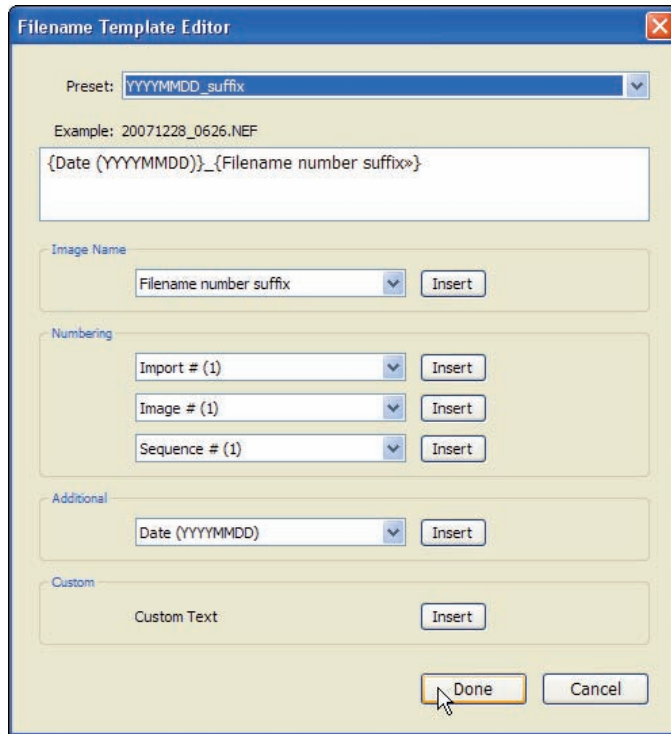 Filename Template Editor
Preset: YYYYMMDD_suffix
Example: 20071228_0626.NEF
{Date (YYYYMMDD)}_{Filename number suffix»}
Image Name
Filename number suffix Insert
Numbering
Import # (1) Insert
Image # (1) Insert
Sequence # (1) Insert
Additional
Date (YYYYMMDD) Insert
Custom
Custom Text Insert
Done Cancel